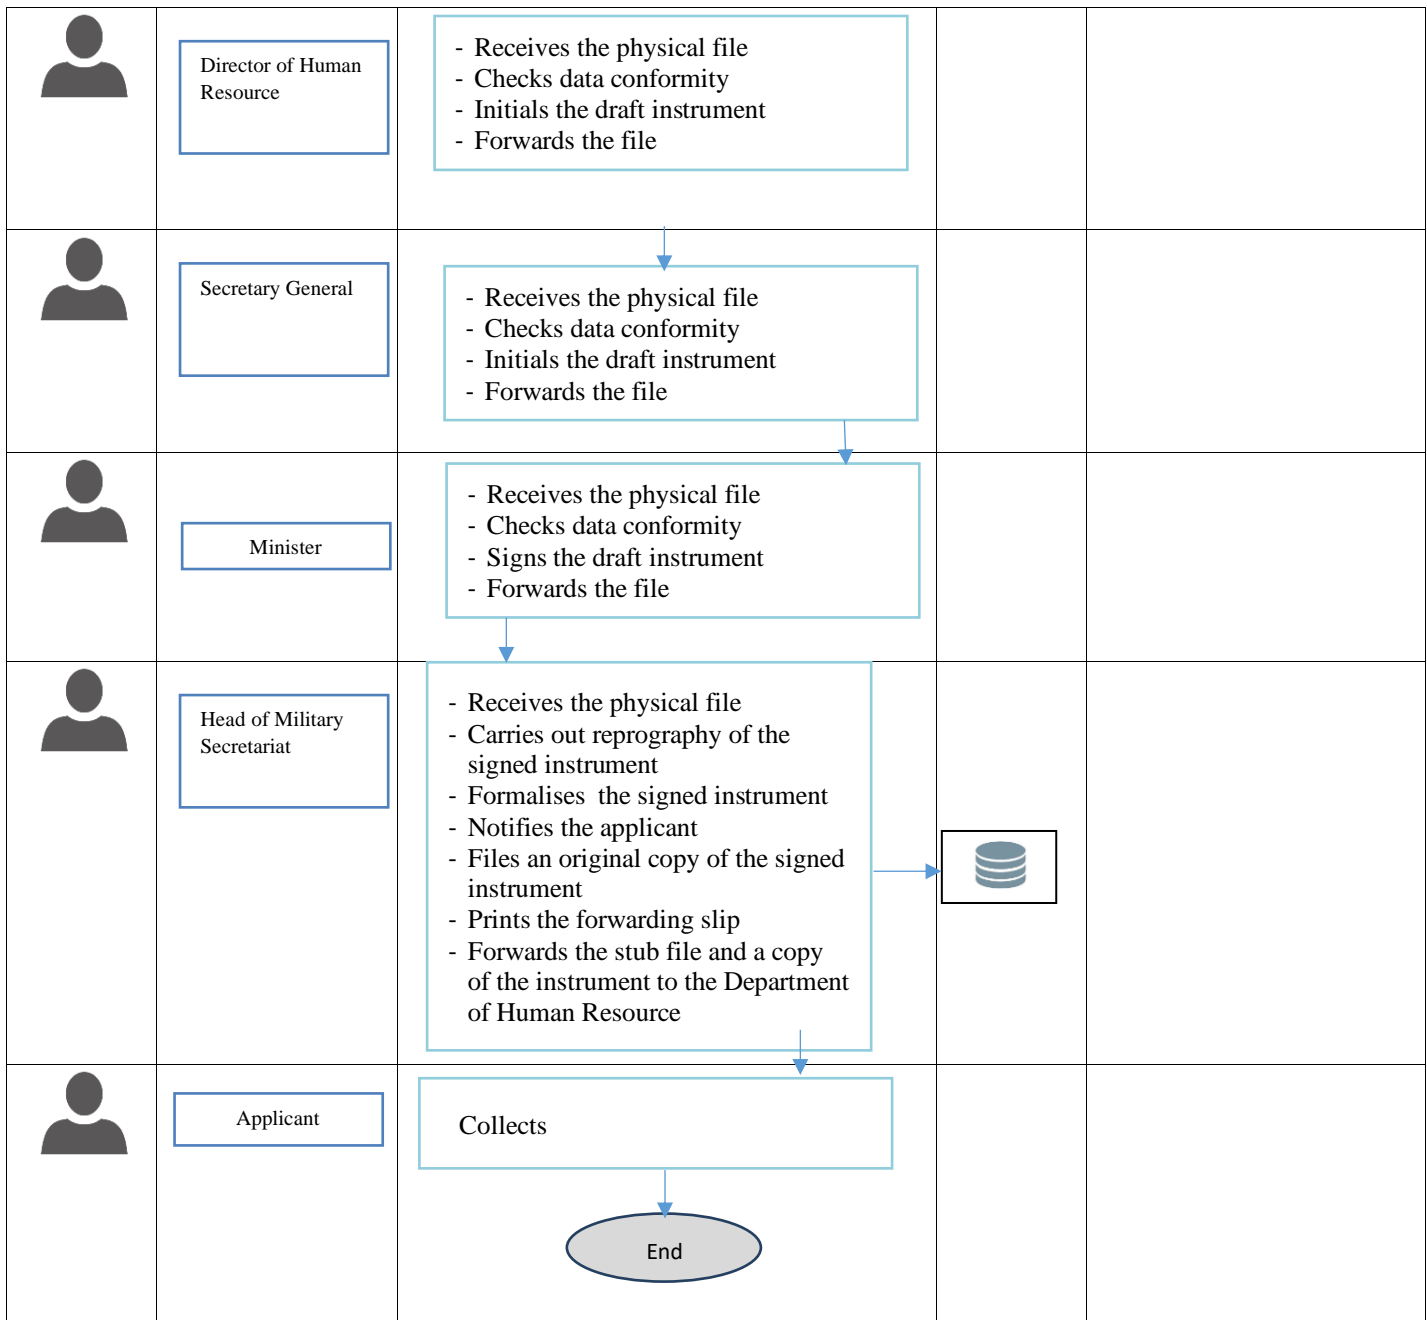 Director of Human
Resource
- Receives the physical file
- Checks data conformity
- Initials the draft instrument
- Forwards the file
Secretary General
- Receives the physical file
- Checks data conformity
- Initials the draft instrument
- Forwards the file
Minister
- Receives the physical file
- Checks data conformity
- Signs the draft instrument
- Forwards the file
Head of Military
Secretariat
- Receives the physical file
- Carries out reprography of the
signed instrument
- Formalises  the signed instrument
- Notifies the applicant
- Files an original copy of the signed
instrument
- Prints the forwarding slip
- Forwards the stub file and a copy
of the instrument to the Department
of Human Resource
Applicant
Collects
End